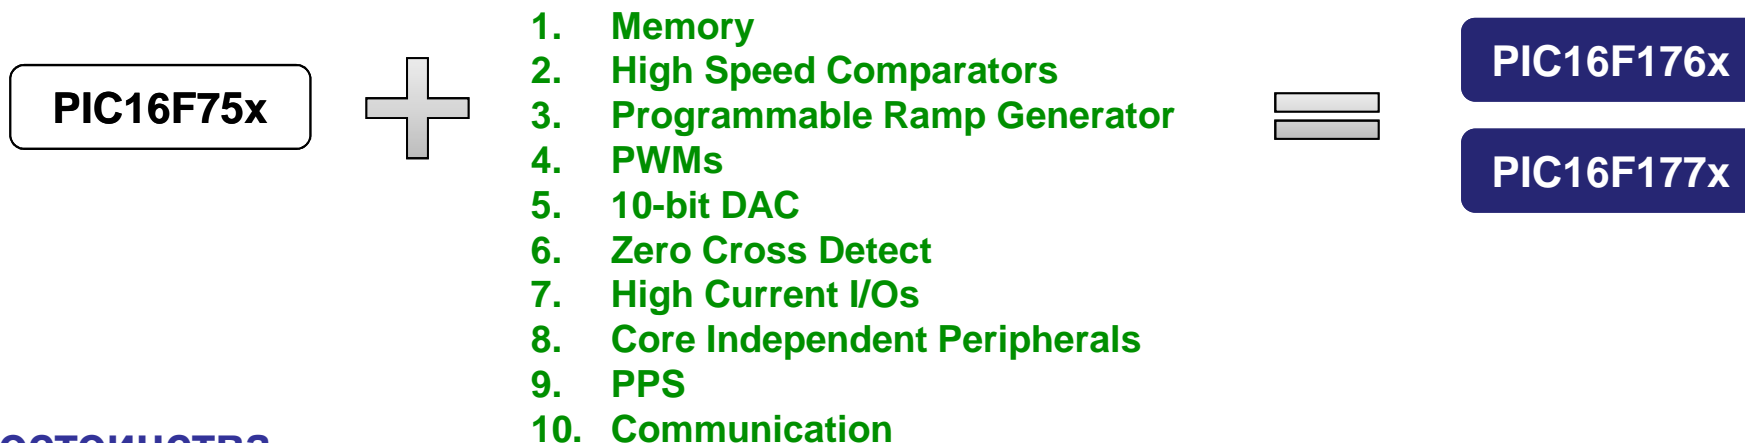 PIC16F75x
1. Memory
2. High Speed Comparators
3. Programmable Ramp Generator
4. PWMs
5. 10-bit DAC
6. Zero Cross Detect
7. High Current I/Os
8. Core Independent Peripherals
9. PPS
10. Communication
PIC16F176x
PIC16F177x